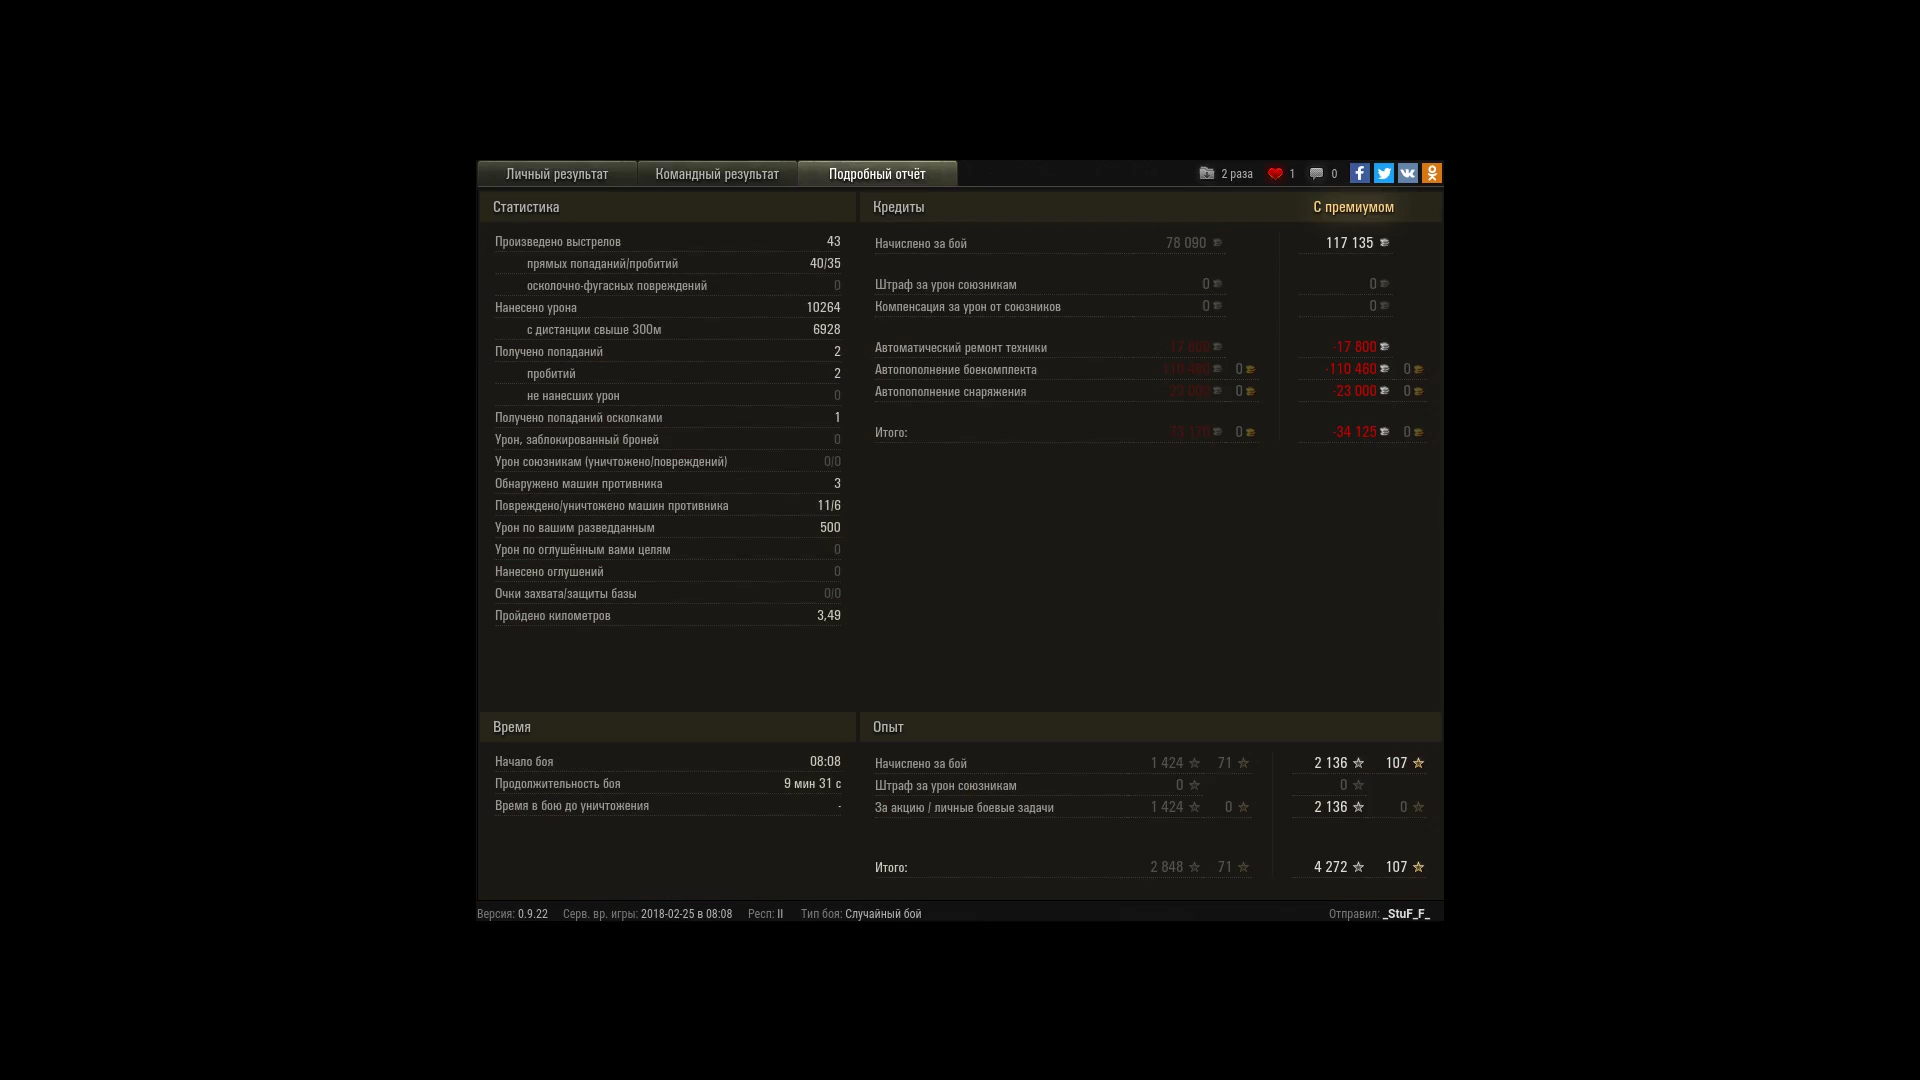 Личный результат Командный результат Подробный отчёт 2 раза 1 0
Статистика
Произведено выстрелов 43
прямых попаданий/пробитий 40/35
осколочно-фугасных повреждений 0
Нанесено урона 10264
с дистанции свыше 300м 6928
Получено попаданий 2
пробитий 2
не нанесших урон 0
Получено попаданий осколками 1
Урон, заблокированный броней 0
Урон союзникам (уничтожено/повреждений) 0/0
Обнаружено машин противника 3
Повреждено/уничтожено машин противника 11/6
Урон по вашим разведданным 500
Урон по оглушённым вами целям 0
Нанесено оглушений 0
Очки захвата/защиты базы 0/0
Пройдено километров 3,49
Кредиты С премиумом
Начислено за бой 78 090 117 135
Штраф за урон союзникам 0 0
Компенсация за урон от союзников 0 0
Автоматический ремонт техники -17 800
Автопополнение боекомплекта 0 -110 460 0
Автопополнение снаряжения 0 -23 000 0
Итого: 0 -34 125 0
Время
Начало боя 08:08
Продолжительность боя 9 мин 31 с
Время в бою до уничтожения -
Опыт
Начислено за бой 1 424 71 2 136 107
Штраф за урон союзникам 0 0
За акцию / личные боевые задачи 1 424 0 2 136 0
Итого: 2 848 71 4 272 107
Версия: 0.9.22 Серв. вр. игры: 2018-02-25 в 08:08 Респ: II Тип боя: Случайный бой Отправил: _StuF_F_